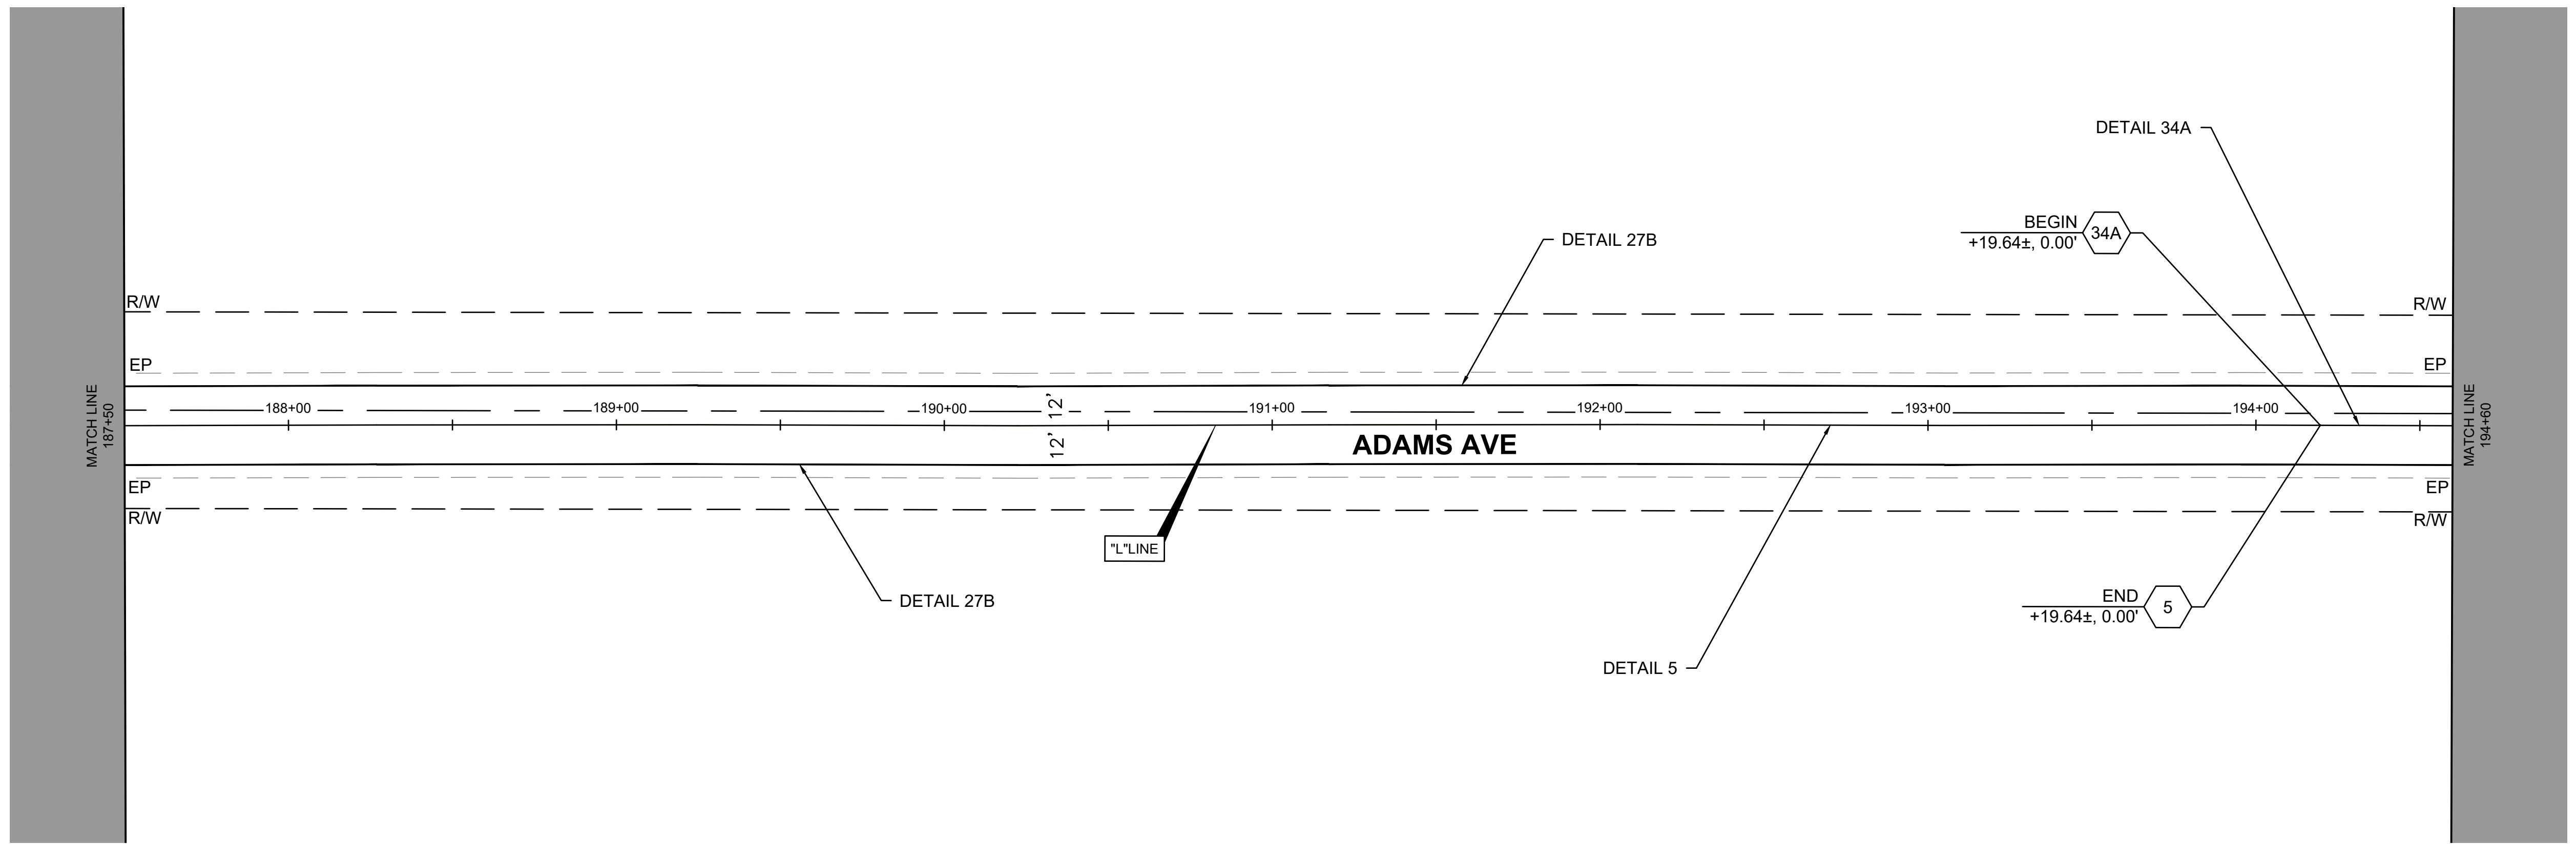 DETAIL 34A
BEGIN
34A
+19.64±, 0.00'
DETAIL 27B
R/W
R/W
EP
EP
MATCH LINE
187+50
188+00
189+00
190+00
12'
12'
191+00
192+00
193+00
194+00
MATCH LINE
194+60
ADAMS AVE
EP
EP
R/W
R/W
"L"LINE
DETAIL 27B
END
5
+19.64±, 0.00'
DETAIL 5